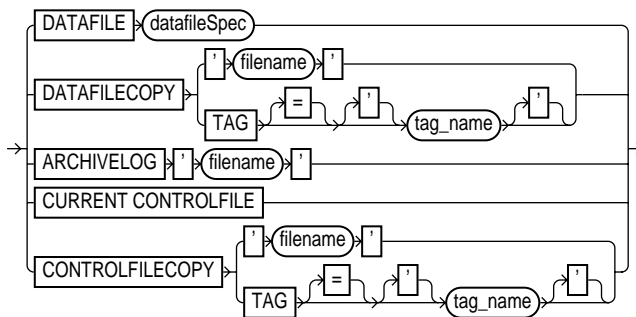 DATAFILE datafileSpec
' filename '
DATAFILECOPY
TAG = ' tag_name '
ARCHIVELOG ' filename '
CURRENT CONTROLFILE
' filename '
CONTROLFILECOPY
TAG = ' tag_name '